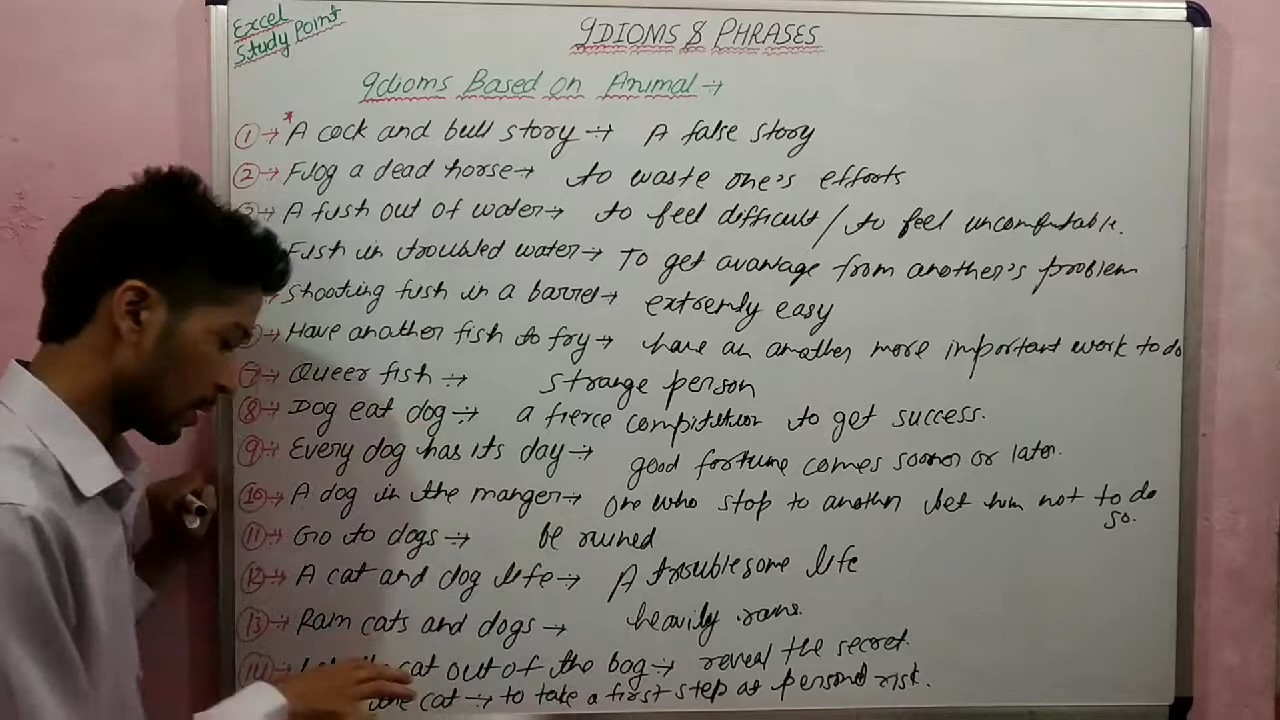 Excel
Study Point
IDIOMS & PHRASES
Idioms Based on Animal →
① → *A cock and bull story → A false story
② → Flog a dead horse → to waste one's efforts
A fish out of water → to feel difficult / to feel uncomfortable.
Fish in troubled water → To get avantage from another's problem
Shooting fish in a barrel → extremly easy
Have another fish to fry → have an another more important work to do
⑦ → Queer fish → strange person
⑧ → Dog eat dog → a fierce compitition to get success.
⑨ → Every dog has its day → good fortune comes sooner or later.
⑩ → A dog in the manger → one who stop to another bet him not to do
so.
⑪ → Go to dogs → be ruined
⑫ → A cat and dog life → A troublesome life
⑬ → Rain cats and dogs → heavily rains.
⑭ → cat out of the bag → reveal the secret.
the cat → to take a first step at personal risk.